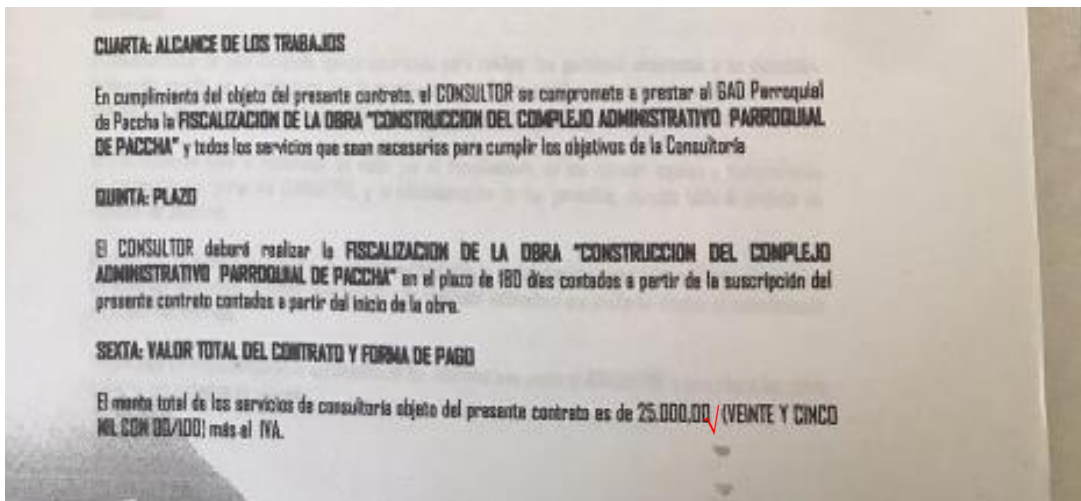 CUARTA: ALCANCE DE LOS TRABAJOS
En cumplimiento del objeto del presente contrato, el CONSULTOR se compromete a prestar al GAD Parroquial
de Paccha la FISCALIZACION DE LA OBRA "CONSTRUCCION DEL COMPLEJO ADMINISTRATIVO PARROQUIAL
DE PACCHA" y todos los servicios que sean necesarios para cumplir los objetivos de la Consultoría
QUINTA: PLAZO
El CONSULTOR deberá realizar la FISCALIZACION DE LA OBRA "CONSTRUCCION DEL COMPLEJO
ADMINISTRATIVO PARROQUIAL DE PACCHA" en el plazo de 180 días contados a partir de la suscripción del
presente contrato contados a partir del inicio de la obra.
SEXTA: VALOR TOTAL DEL CONTRATO Y FORMA DE PAGO
El monto total de los servicios de consultoría objeto del presente contrato es de 25.000,00 (VEINTE Y CINCO
MIL CON 00/100) más el IVA.